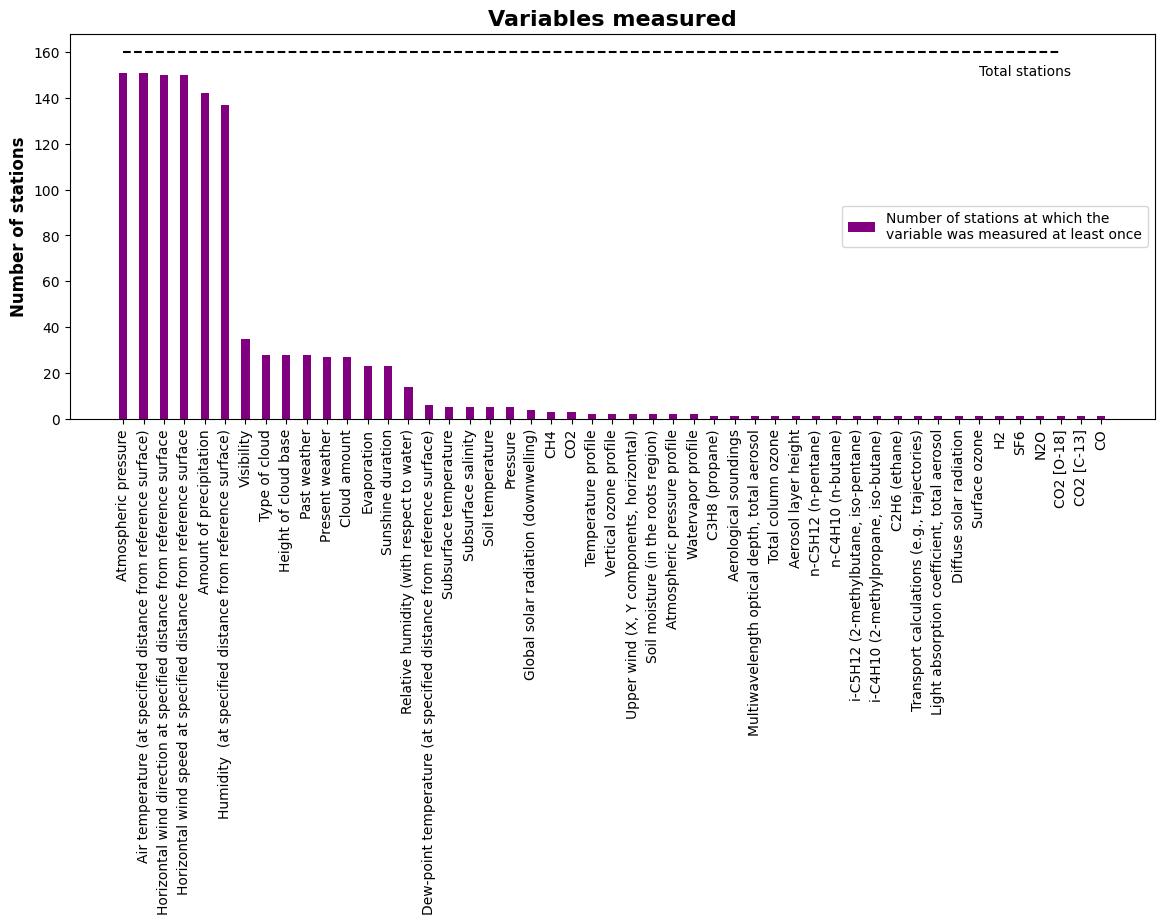 Variables measured
Number of stations
160
140
120
100
80
60
40
20
0
Total stations
Number of stations at which the
variable was measured at least once
Atmospheric pressure
Air temperature (at specified distance from reference surface)
Horizontal wind direction at specified distance from reference surface
Horizontal wind speed at specified distance from reference surface
Amount of precipitation
Humidity  (at specified distance from reference surface)
Visibility
Type of cloud
Height of cloud base
Past weather
Present weather
Cloud amount
Evaporation
Sunshine duration
Relative humidity (with respect to water)
Dew-point temperature (at specified distance from reference surface)
Subsurface temperature
Subsurface salinity
Soil temperature
Pressure
Global solar radiation (downwelling)
CH4
CO2
Temperature profile
Vertical ozone profile
Upper wind (X, Y components, horizontal)
Soil moisture (in the roots region)
Atmospheric pressure profile
Watervapor profile
C3H8 (propane)
Aerological soundings
Multiwavelength optical depth, total aerosol
Total column ozone
Aerosol layer height
n-C5H12 (n-pentane)
n-C4H10 (n-butane)
i-C5H12 (2-methylbutane, iso-pentane)
i-C4H10 (2-methylpropane, iso-butane)
C2H6 (ethane)
Transport calculations (e.g., trajectories)
Light absorption coefficient, total aerosol
Diffuse solar radiation
Surface ozone
H2
SF6
N2O
CO2 [O-18]
CO2 [C-13]
CO